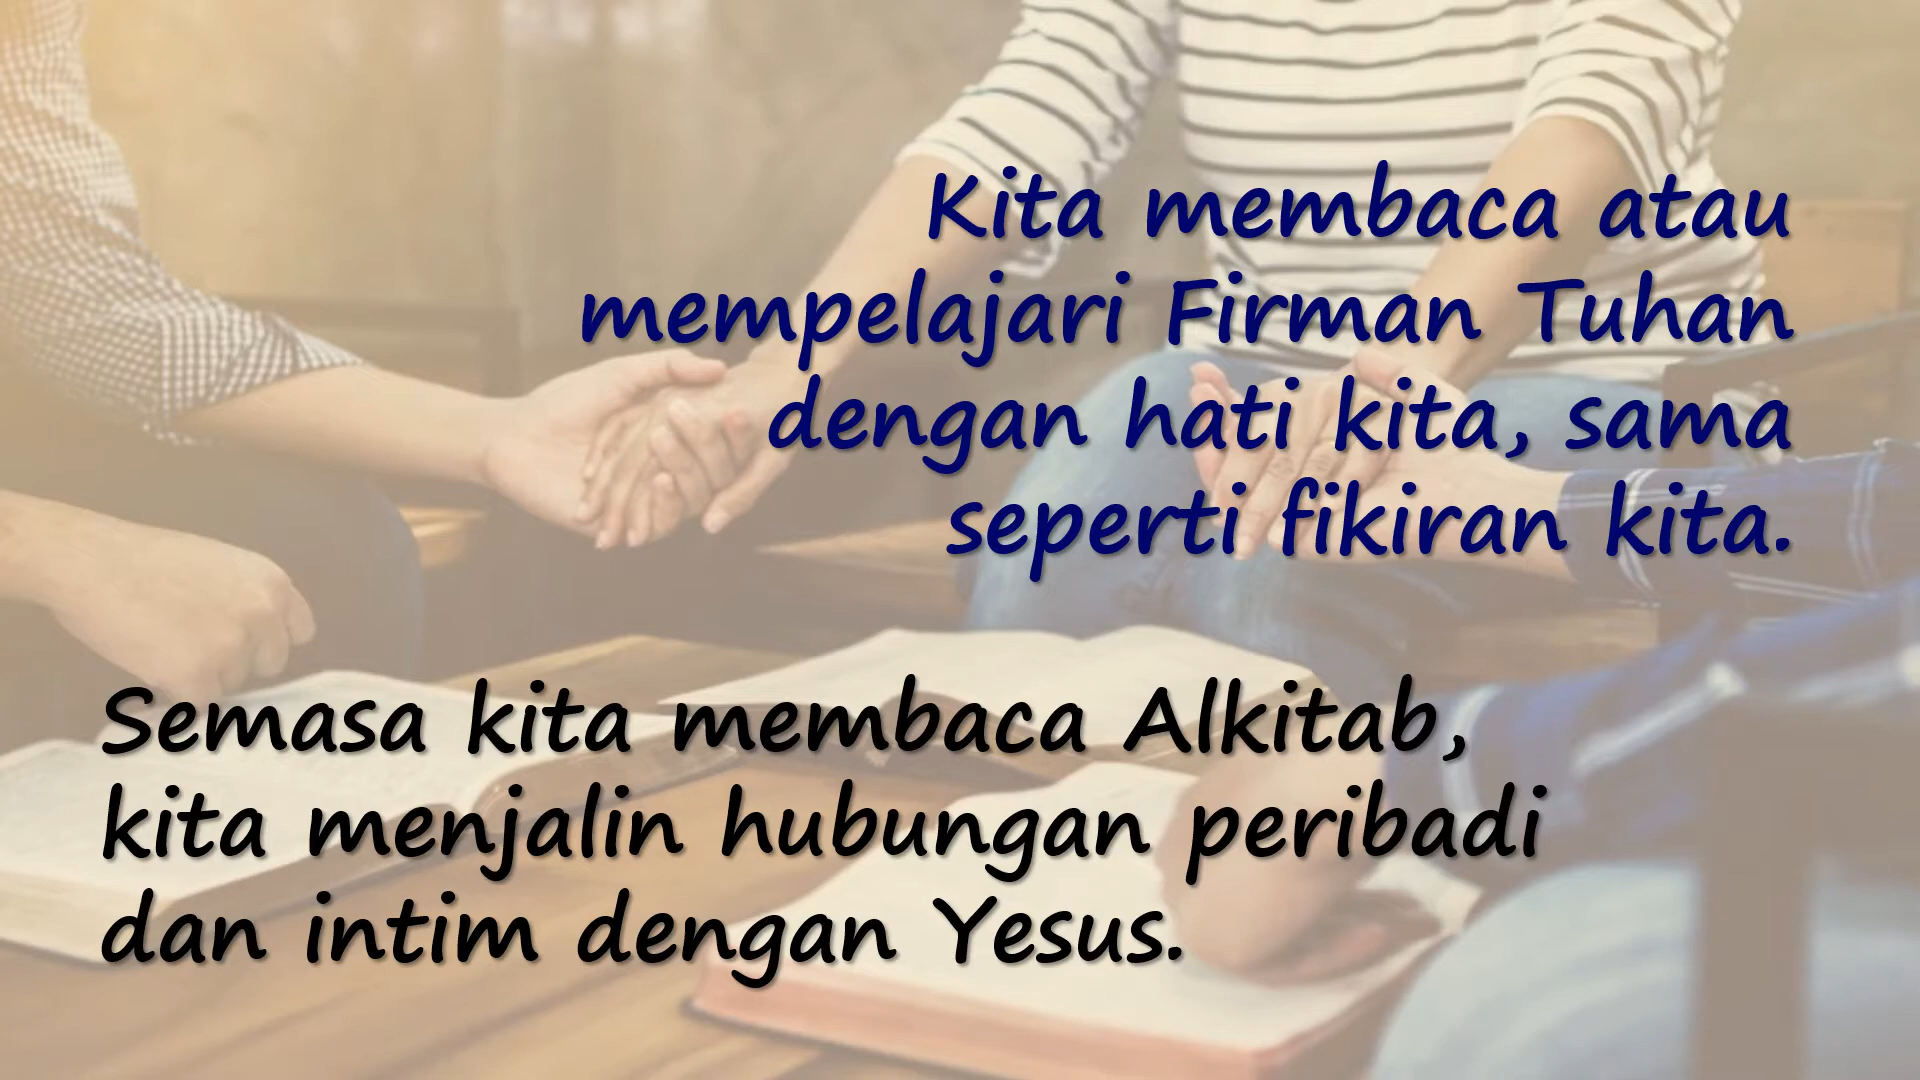 Kita membaca atau
mempelajari Firman Tuhan
dengan hati kita, sama
seperti fikiran kita.
Semasa kita membaca Alkitab,
kita menjalin hubungan peribadi
dan intim dengan Yesus.